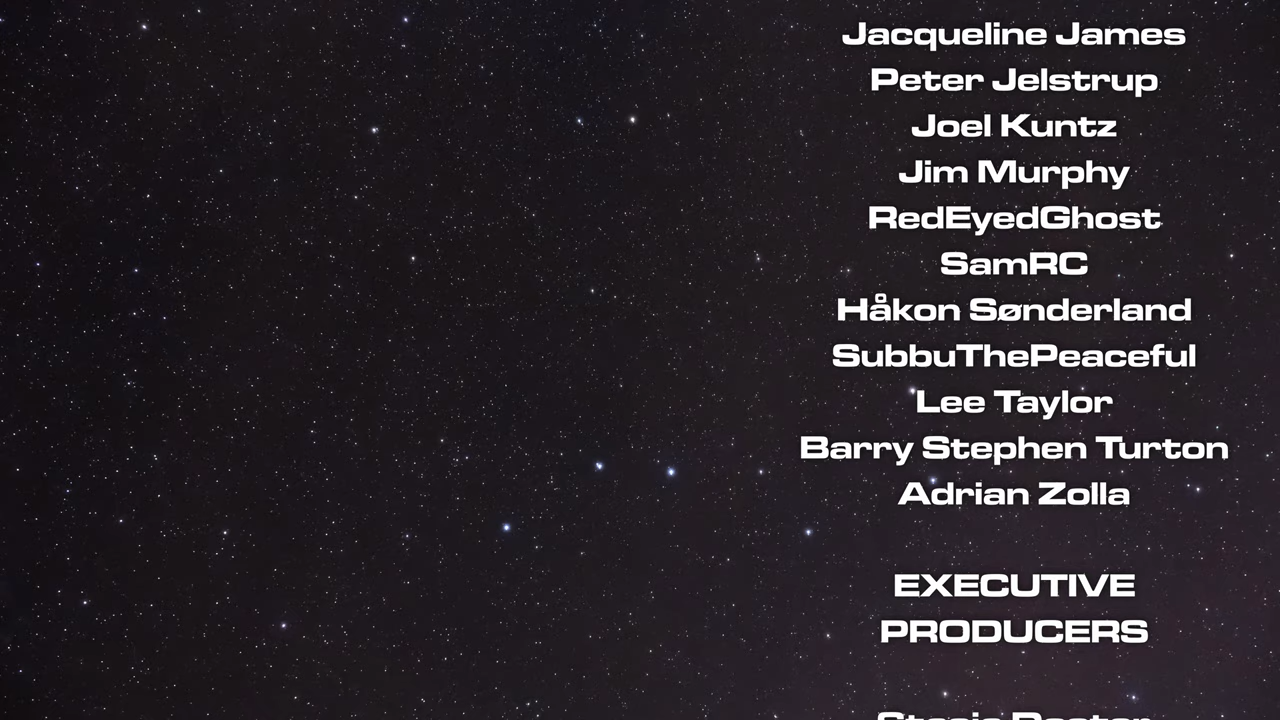 Jacqueline James
Peter Jelstrup
Joel Kuntz
Jim Murphy
RedEyedGhost
SamRC
Håkon Sønderland
SubbuThePeaceful
Lee Taylor
Barry Stephen Turton
Adrian Zolla
EXECUTIVE
PRODUCERS